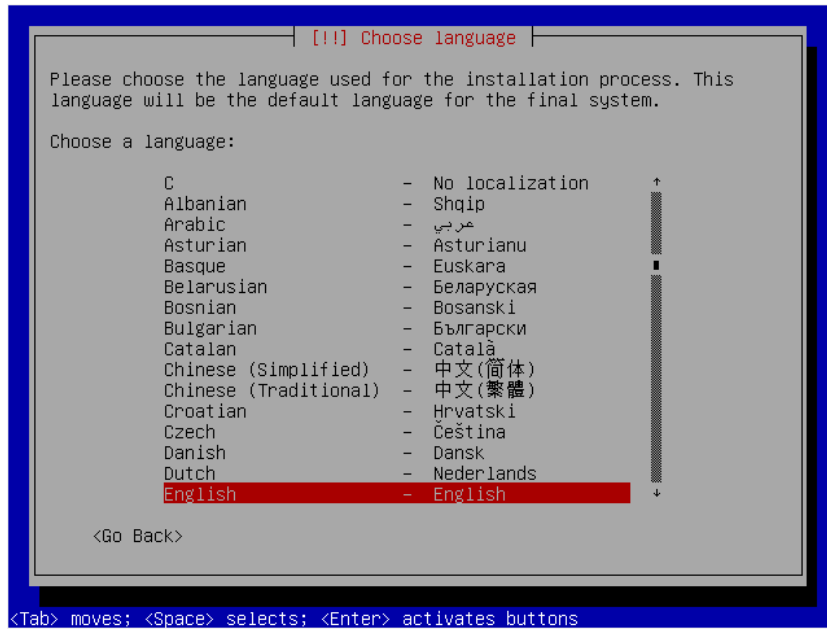 [!!] Choose language
Please choose the language used for the installation process. This
language will be the default language for the final system.
Choose a language:
C - No localization
Albanian - Shqip
Arabic - عربي
Asturian - Asturianu
Basque - Euskara
Belarusian - Беларуская
Bosnian - Bosanski
Bulgarian - Български
Catalan - Català
Chinese (Simplified) - 中文(简体)
Chinese (Traditional) - 中文(繁體)
Croatian - Hrvatski
Czech - Čeština
Danish - Dansk
Dutch - Nederlands
English - English
<Go Back>
<Tab> moves; <Space> selects; <Enter> activates buttons